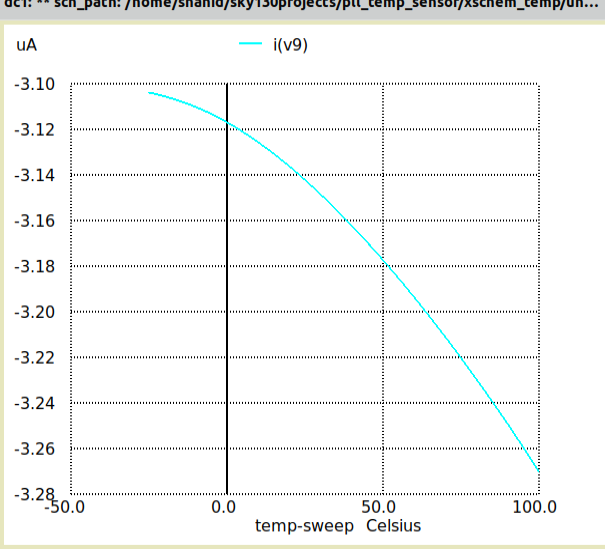 dc1: ** sch_path: /home/shahid/sky130projects/pll_temp_sensor/xschem_temp/un...
uA
i(v9)
-3.10
-3.12
-3.14
-3.16
-3.18
-3.20
-3.22
-3.24
-3.26
-3.28
-50.0 0.0 50.0 100.0
temp-sweep Celsius